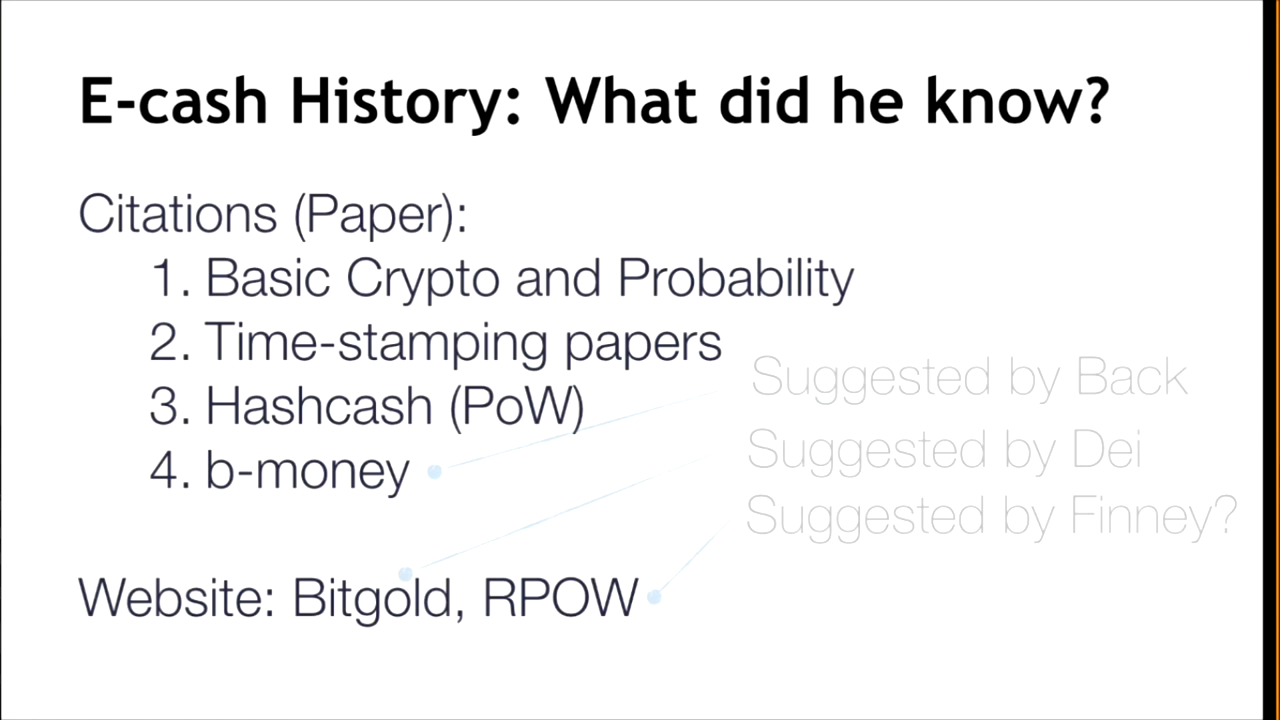 E-cash History: What did he know?
Citations (Paper):
1. Basic Crypto and Probability
2. Time-stamping papers
3. Hashcash (PoW)
4. b-money
Suggested by Back
Suggested by Dei
Suggested by Finney?
Website: Bitgold, RPOW